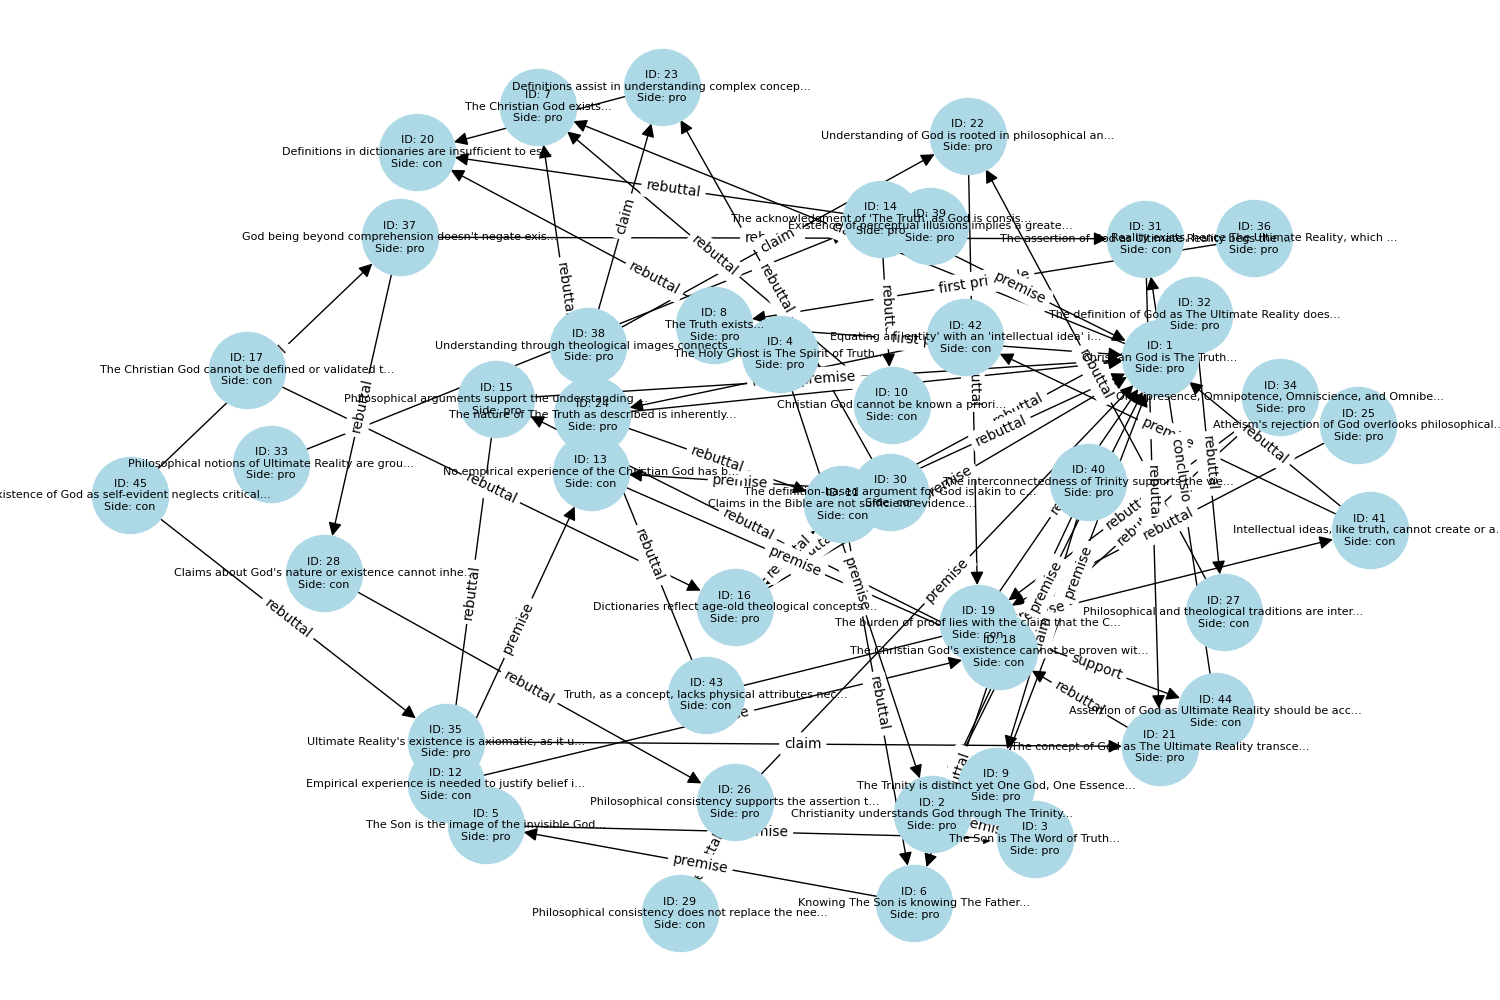 ID: 23
Definitions assist in understanding complex concep...
Side: pro
ID: 7
The Christian God exists...
Side: pro
ID: 20
Definitions in dictionaries are insufficient to es...
Side: con
ID: 22
Understanding of God is rooted in philosophical an...
Side: pro
rebuttal
claim
ID: 14
The acknowledgment of 'The Truth' as God is consis...
Side: pro
ID: 39
Existence of perceptual illusions implies a greate...
Side: pro
ID: 37
God being beyond comprehension doesn't negate exis...
Side: pro
ID: 31
Side: con
ID: 36
Reality exists, hence The Ultimate Reality, which ...
Side: pro
claim
rebuttal
rebuttal
rebuttal
rebuttal
first pri
premise
ID: 32
The definition of God as The Ultimate Reality does...
Side: pro
ID: 8
The Truth exists...
Side: pro
ID: 42
Equating an 'entity' with an 'intellectual idea' i...
Side: con
ID: 38
Understanding through theological images connects...
Side: pro
ID: 4
The Holy Ghost is The Spirit of Truth...
Side: pro
ID: 1
Christian God is The Truth...
Side: pro
ID: 17
The Christian God cannot be defined or validated t...
Side: con
rebuttal
rebuttal
premise
ID: 15
Philosophical arguments support the understanding ...
Side: pro
ID: 10
Christian God cannot be known a priori...
Side: con
ID: 34
Omnipresence, Omnipotence, Omniscience, and Omnibe...
Side: pro
ID: 24
The nature of The Truth as described is inherently...
Side: pro
ID: 25
Atheism's rejection of God overlooks philosophical...
Side: pro
rebuttal
rebuttal
rebuttal
ID: 33
Philosophical notions of Ultimate Reality are grou...
Side: pro
ID: 13
No empirical experience of the Christian God has b...
Side: con
rebuttal
premise
premise
conclusio
rebuttal
rebuttal
ID: 45
Side: con
rebuttal
ID: 30
The definition-based argument for God is akin to c...
Side: con
ID: 11
Claims in the Bible are not sufficient evidence...
Side: con
ID: 40
The interconnectedness of Trinity supports the vie...
Side: pro
ID: 41
Intellectual ideas, like truth, cannot create or a...
Side: con
rebuttal
rebuttal
ID: 28
Claims about God's nature or existence cannot inhe...
Side: con
rebuttal
premise
premise
premise
premise
premise
ID: 16
Dictionaries reflect age-old theological concepts...
Side: pro
rebuttal
premise
rebuttal
ID: 19
The burden of proof lies with the claim that the C...
Side: con
ID: 27
Philosophical and theological traditions are inter...
Side: con
ID: 18
The Christian God's existence cannot be proven wit...
Side: con
support
rebuttal
rebuttal
rebuttal
ID: 43
Truth, as a concept, lacks physical attributes nec...
Side: con
ID: 44
Assertion of God as Ultimate Reality should be acc...
Side: con
ID: 35
Ultimate Reality's existence is axiomatic, as it u...
Side: pro
claim
ID: 21
The concept of God as The Ultimate Reality transce...
Side: pro
ID: 12
Empirical experience is needed to justify belief i...
Side: con
ID: 9
The Trinity is distinct yet One God, One Essence...
Side: pro
ID: 26
Philosophical consistency supports the assertion t...
Side: pro
ID: 2
Christianity understands God through The Trinity...
Side: pro
ID: 5
The Son is the image of the invisible God...
Side: pro
ID: 3
The Son is The Word of Truth...
Side: pro
premise
ID: 6
Knowing The Son is knowing The Father...
Side: pro
ID: 29
Philosophical consistency does not replace the nee...
Side: con